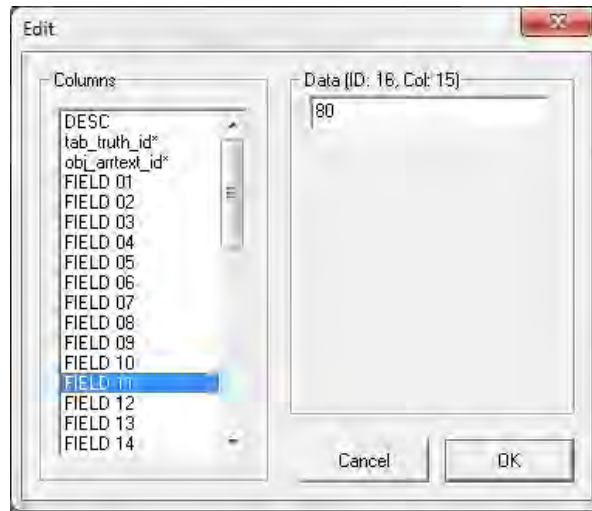 Edit
Columns
DESC
tab_truth_id*
obj_arrtext_id*
FIELD 01
FIELD 02
FIELD 03
FIELD 04
FIELD 05
FIELD 06
FIELD 07
FIELD 08
FIELD 09
FIELD 10
FIELD 11
FIELD 12
FIELD 13
FIELD 14
Data (ID: 16, Col: 15)
80
Cancel
OK